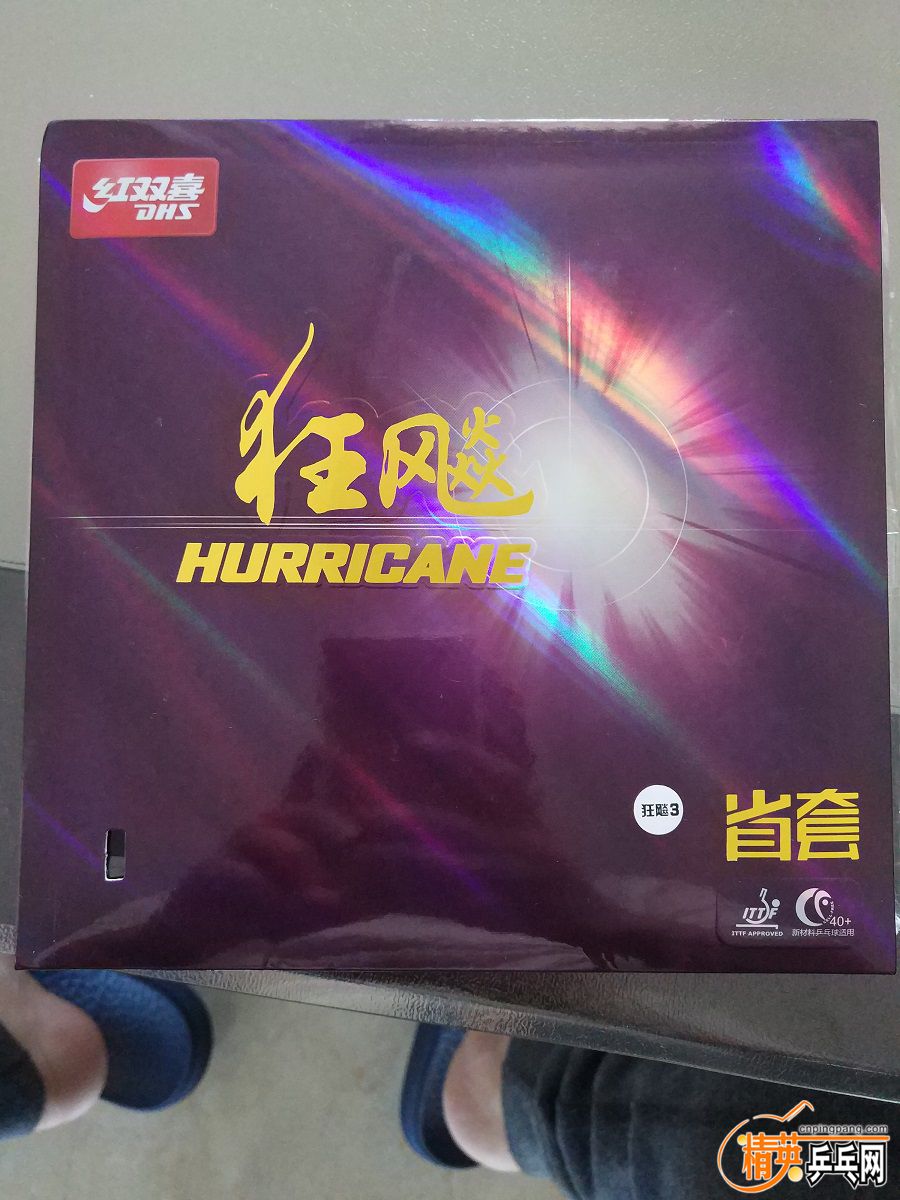 红双喜
DHS
狂飚
HURRICANE
狂飚3
省套
ITTF
ITTF APPROVED
40+
新材料乒乓球适用
cnpingpang.com
精英乒乓网